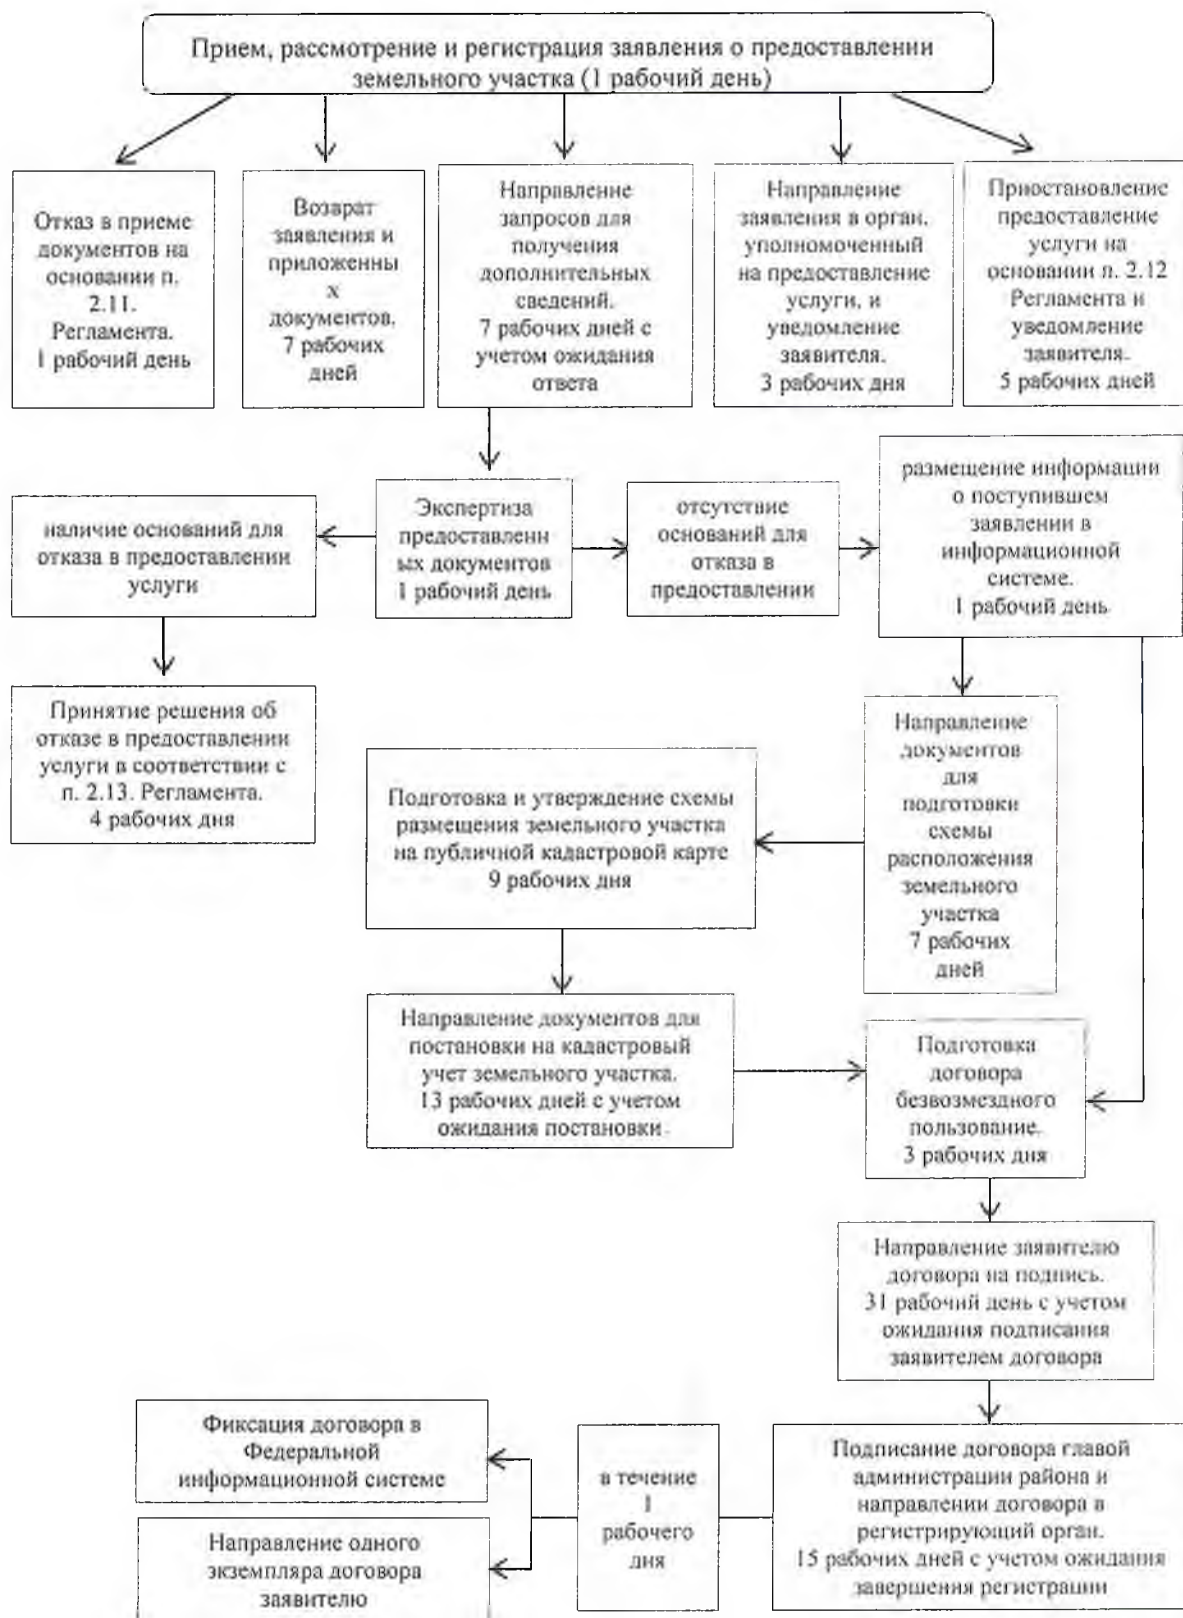 Прием, рассмотрение и регистрация заявления о предоставлении
земельного участка (1 рабочий день)
Отказ в приеме
документов на
основании п.
2.11.
Регламента.
1 рабочий день
Возврат
заявления и
приложенны
х
документов.
7 рабочих
дней
Направление
запросов для
получения
дополнительных
сведений.
7 рабочих дней с
учетом ожидания
ответа
Направление
заявления в орган,
уполномоченный
на предоставление
услуги, и
уведомление
заявителя.
3 рабочих дня
Приостановление
предоставление
услуги на
основании п. 2.12
Регламента и
уведомление
заявителя.
5 рабочих дней
наличие оснований для
отказа в предоставлении
услуги
Экспертиза
предоставленн
ых документов
1 рабочий день
отсутствие
оснований для
отказа в
предоставлении
размещение информации
о поступившем
заявлении в
информационной
системе.
1 рабочий день
Принятие решения об
отказе в предоставлении
услуги в соответствии с
п. 2.13. Регламента.
4 рабочих дня
Подготовка и утверждение схемы
размещения земельного участка
на публичной кадастровой карте
9 рабочих дня
Направление
документов
для
подготовки
схемы
расположения
земельного
участка
7 рабочих
дней
Направление документов для
постановки на кадастровый
учет земельного участка.
13 рабочих дней с учетом
ожидания постановки
Подготовка
договора
безвозмездного
пользование.
3 рабочих дня
Направление заявителю
договора на подпись.
31 рабочий день с учетом
ожидания подписания
заявителем договора
Фиксация договора в
Федеральной
информационной системе
Направление одного
экземпляра договора
заявителю
в течение
1
рабочего
дня
Подписание договора главой
администрации района и
направлении договора в
регистрирующий орган.
15 рабочих дней с учетом ожидания
завершения регистрации